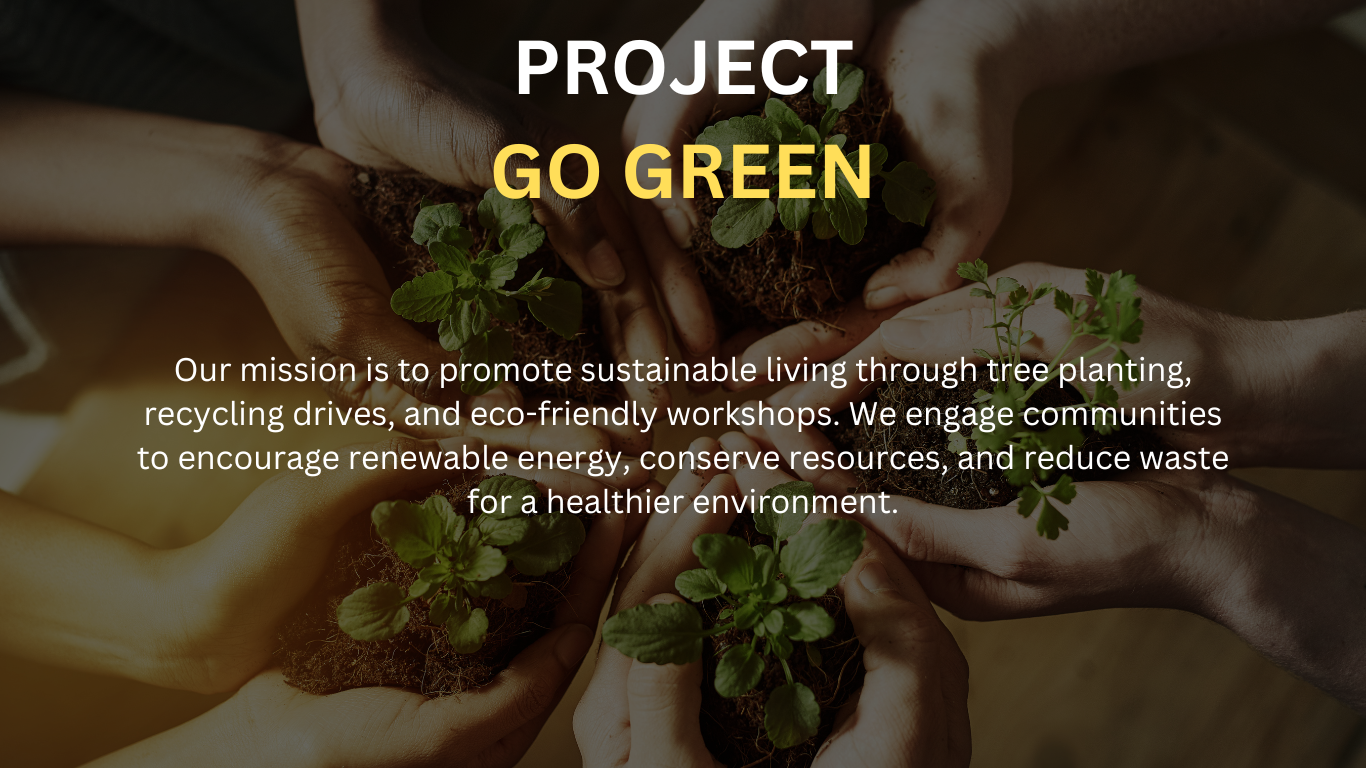 PROJECT
GO GREEN
Our mission is to promote sustainable living through tree planting,
recycling drives, and eco-friendly workshops. We engage communities
to encourage renewable energy, conserve resources, and reduce waste
for a healthier environment.